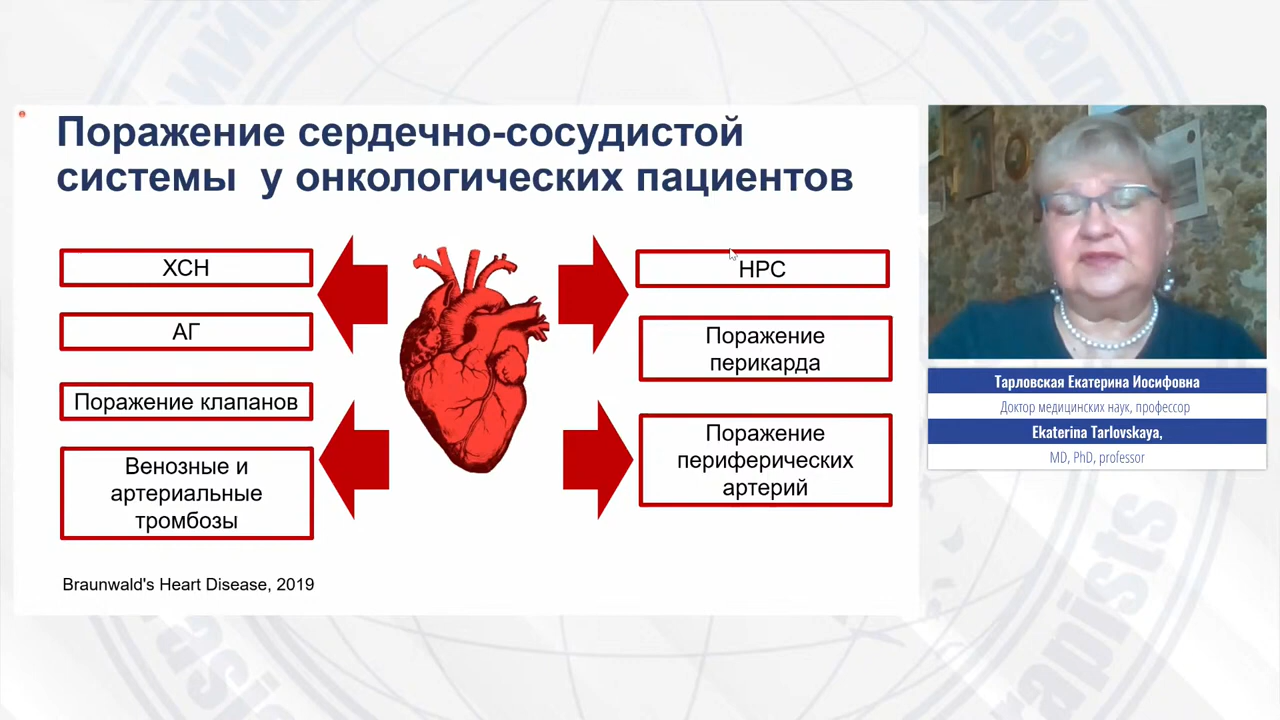 Поражение сердечно-сосудистой
системы у онкологических пациентов
ХСН
АГ
Поражение клапанов
Венозные и
артериальные
тромбозы
НРС
Поражение
перикарда
Поражение
периферических
артерий
Braunwald's Heart Disease, 2019
Тарловская Екатерина Иосифовна
Доктор медицинских наук, профессор
Ekaterina Tarlovskaya,
MD, PhD, professor